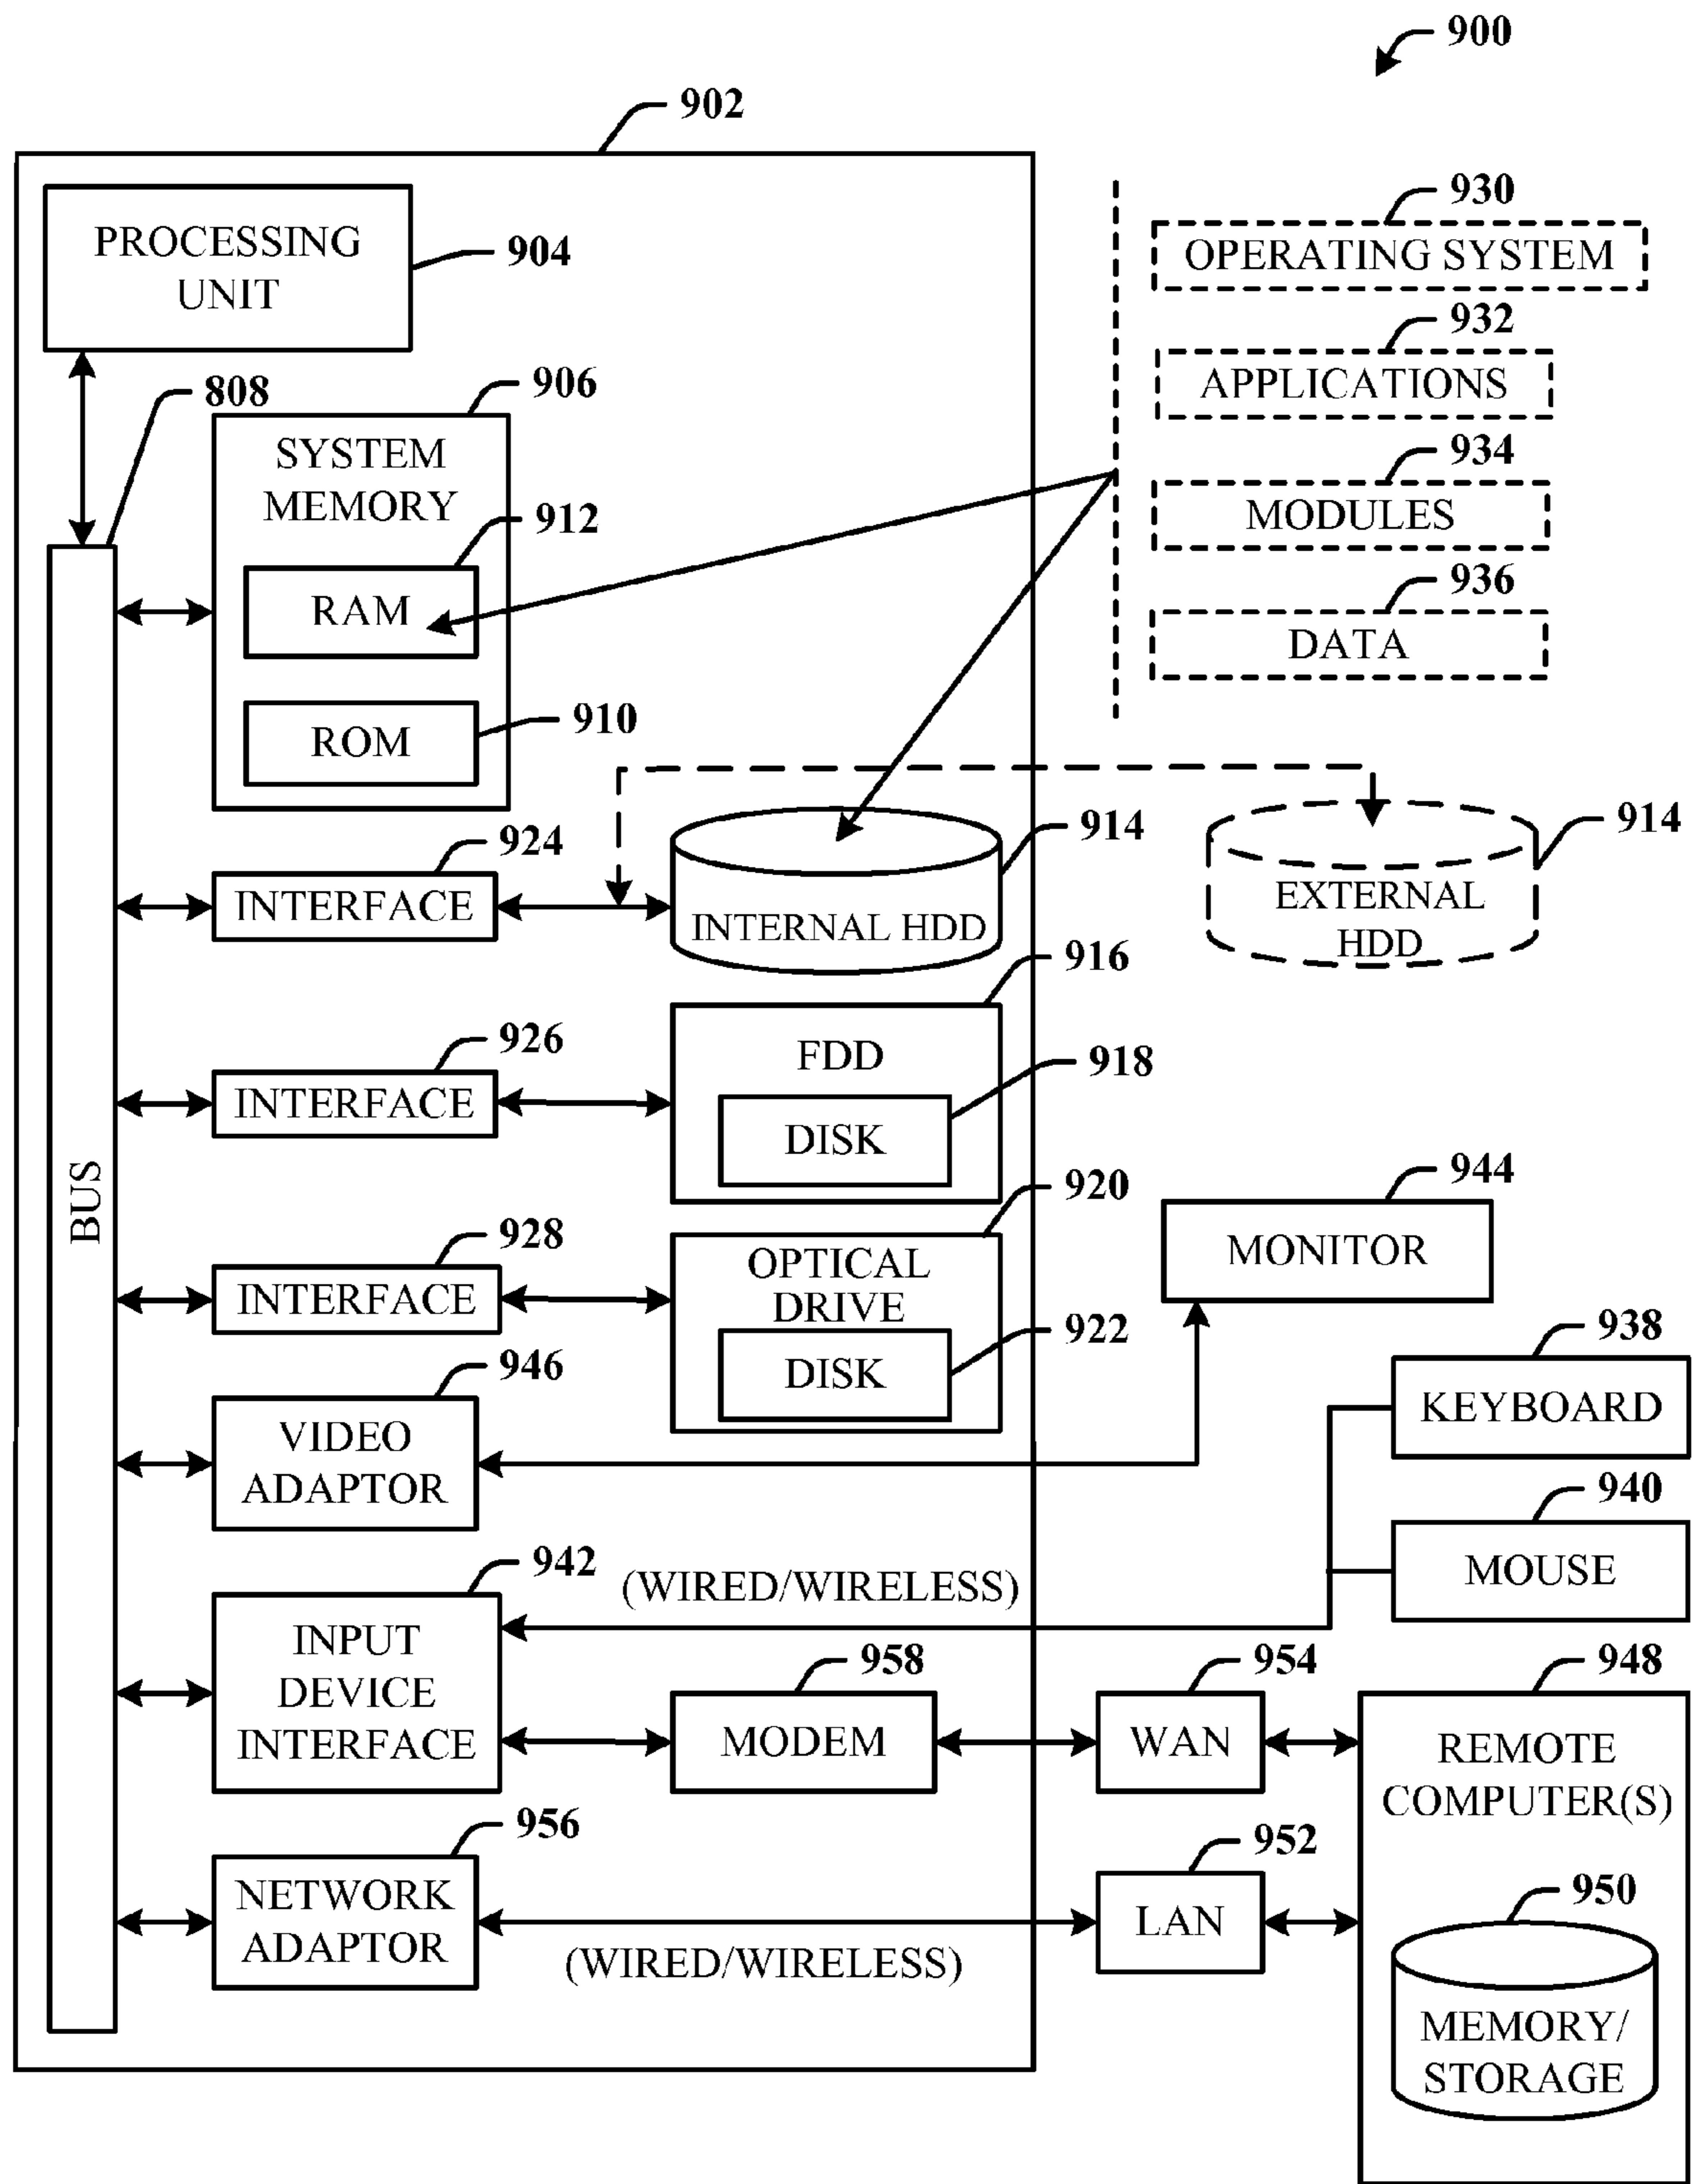 900
902
PROCESSING
UNIT
904
930
OPERATING SYSTEM
932
APPLICATIONS
934
MODULES
936
DATA
808
906
SYSTEM
MEMORY
912
RAM
910
ROM
924
INTERFACE
914
INTERNAL HDD
914
EXTERNAL
HDD
916
FDD
918
DISK
926
INTERFACE
BUS
920
OPTICAL
DRIVE
922
DISK
928
INTERFACE
944
MONITOR
946
VIDEO
ADAPTOR
938
KEYBOARD
940
MOUSE
942
INPUT
DEVICE
INTERFACE
(WIRED/WIRELESS)
958
MODEM
954
WAN
948
REMOTE
COMPUTER(S)
956
NETWORK
ADAPTOR
(WIRED/WIRELESS)
952
LAN
950
MEMORY/
STORAGE